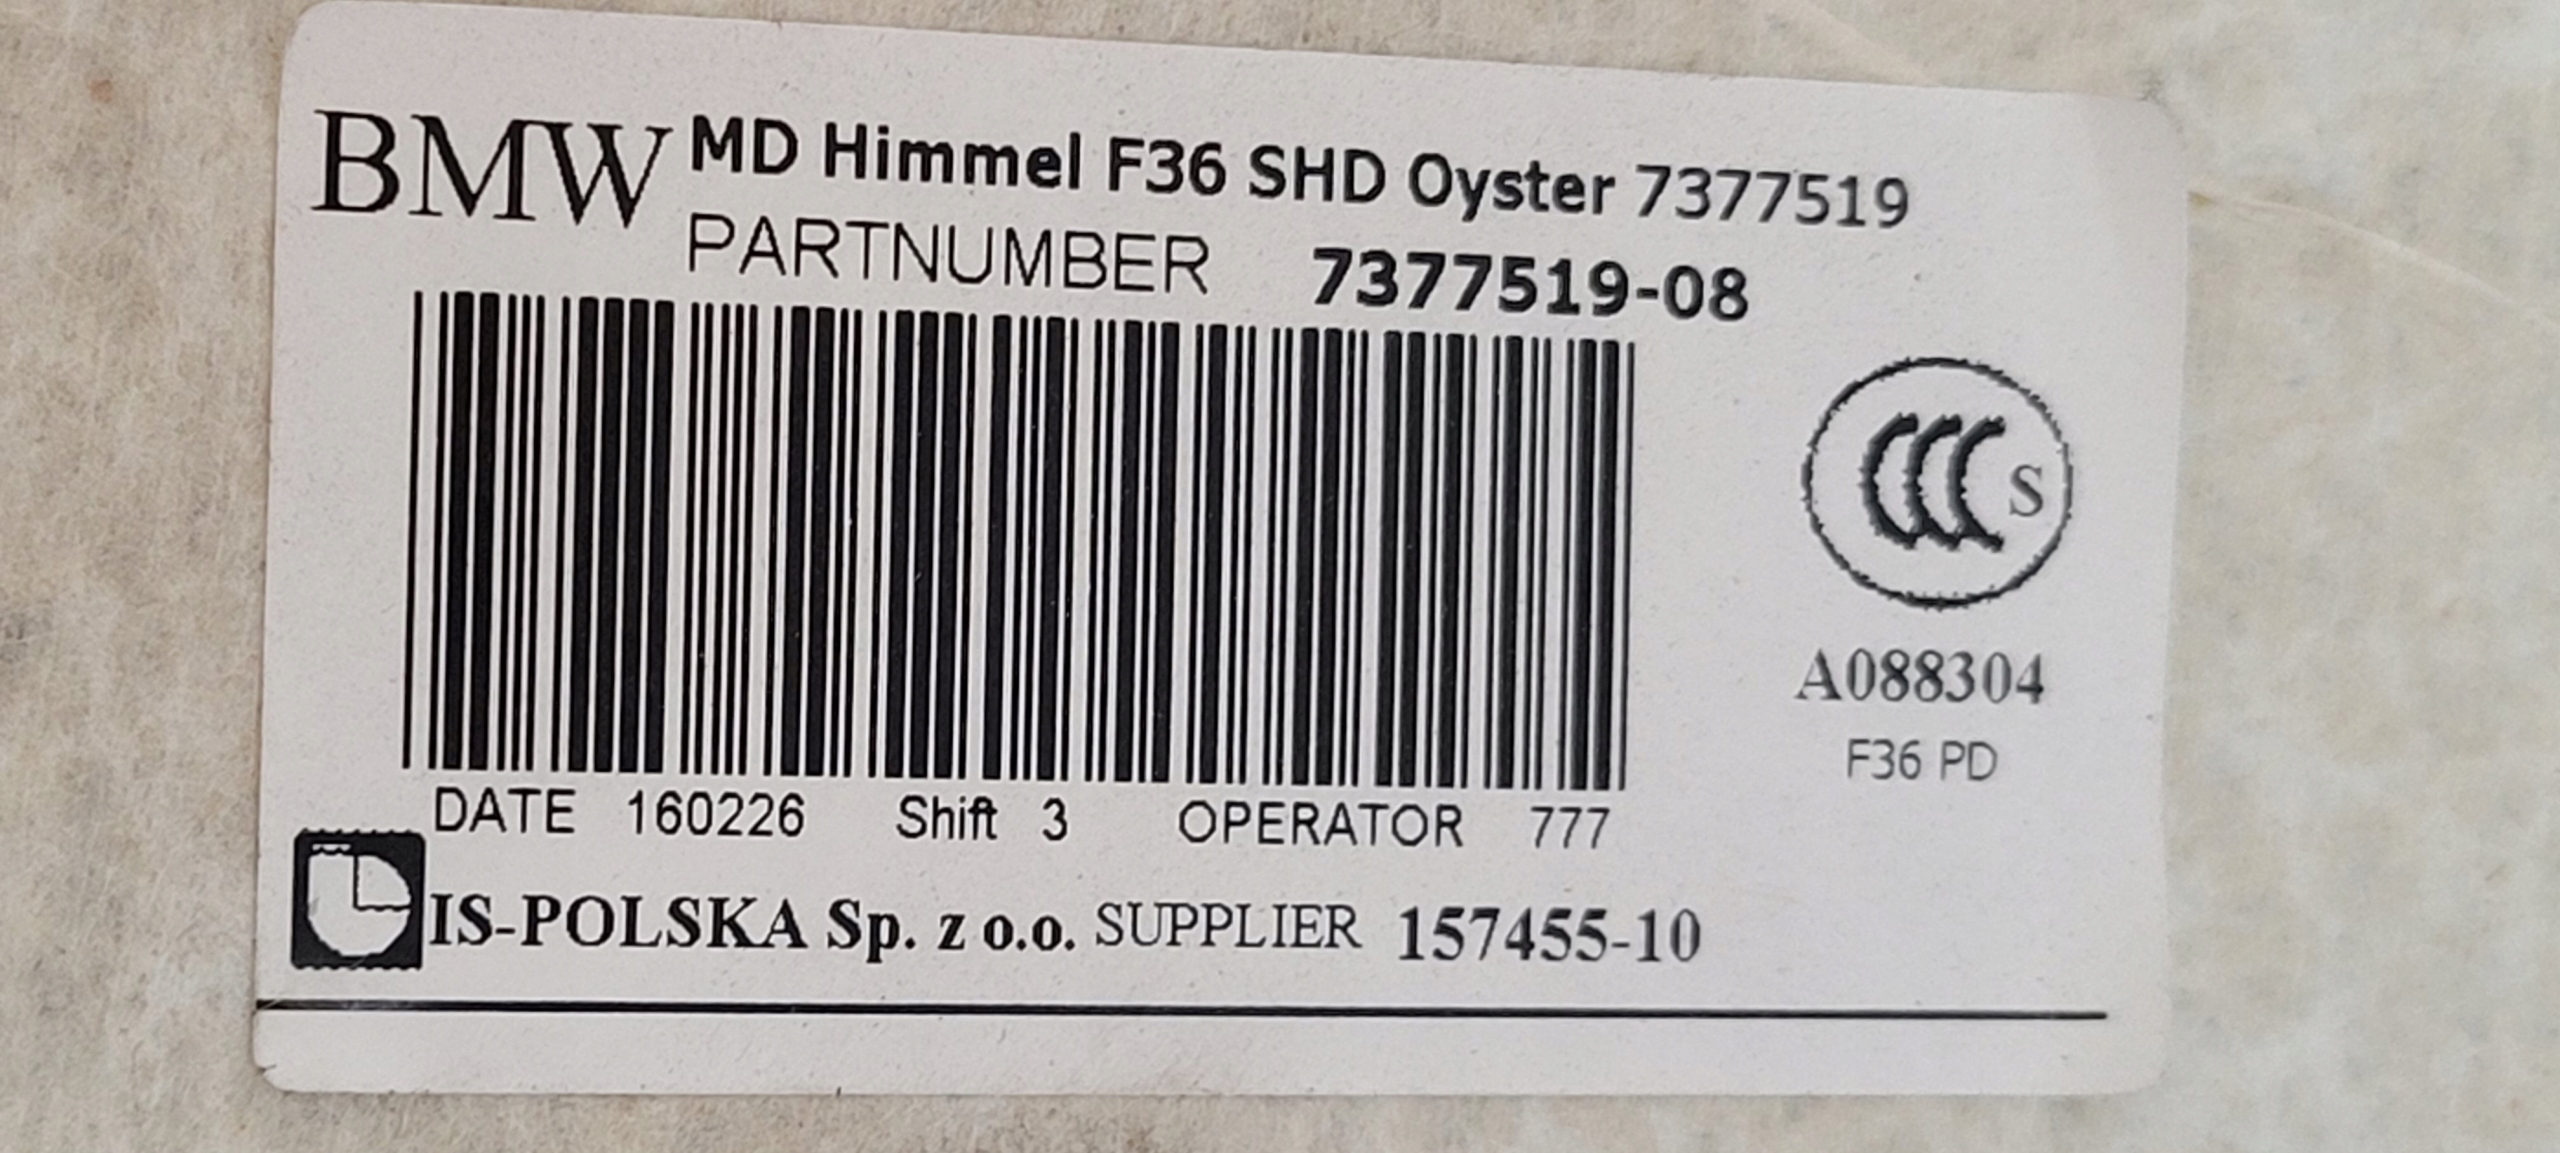 BMW MD Himmel F36 SHD Oyster 7377519
PARTNUMBER 7377519-08
S
A088304
F36 PD
DATE 160226 Shift 3 OPERATOR 777
IS-POLSKA Sp. z o.o. SUPPLIER 157455-10